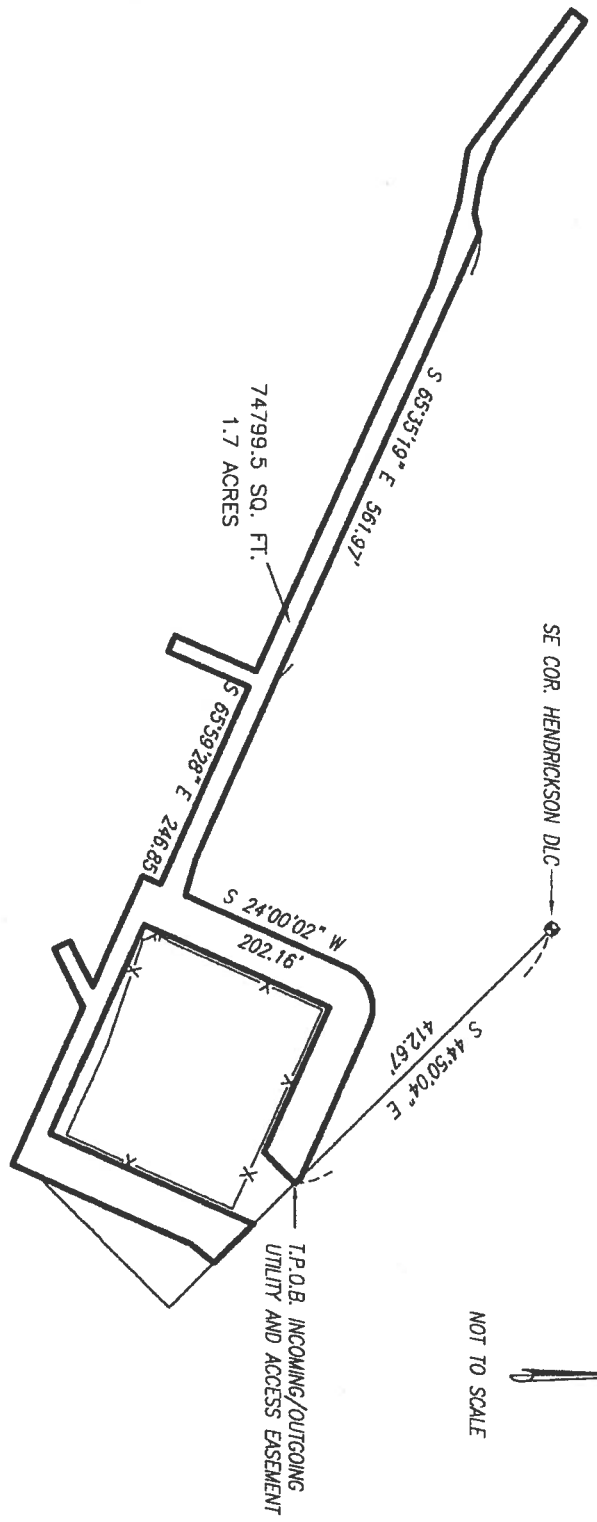 SE COR. HENDRICKSON DLC
S 65°35'19" E 561.97'
74799.5 SQ. FT.
1.7 ACRES
S 65°59'28" E 246.85
S 24°00'02" W
202.16'
S 44°50'04" E
412.67'
T.P.O.B. INCOMING/OUTGOING
UTILITY AND ACCESS EASEMENT
NOT TO SCALE